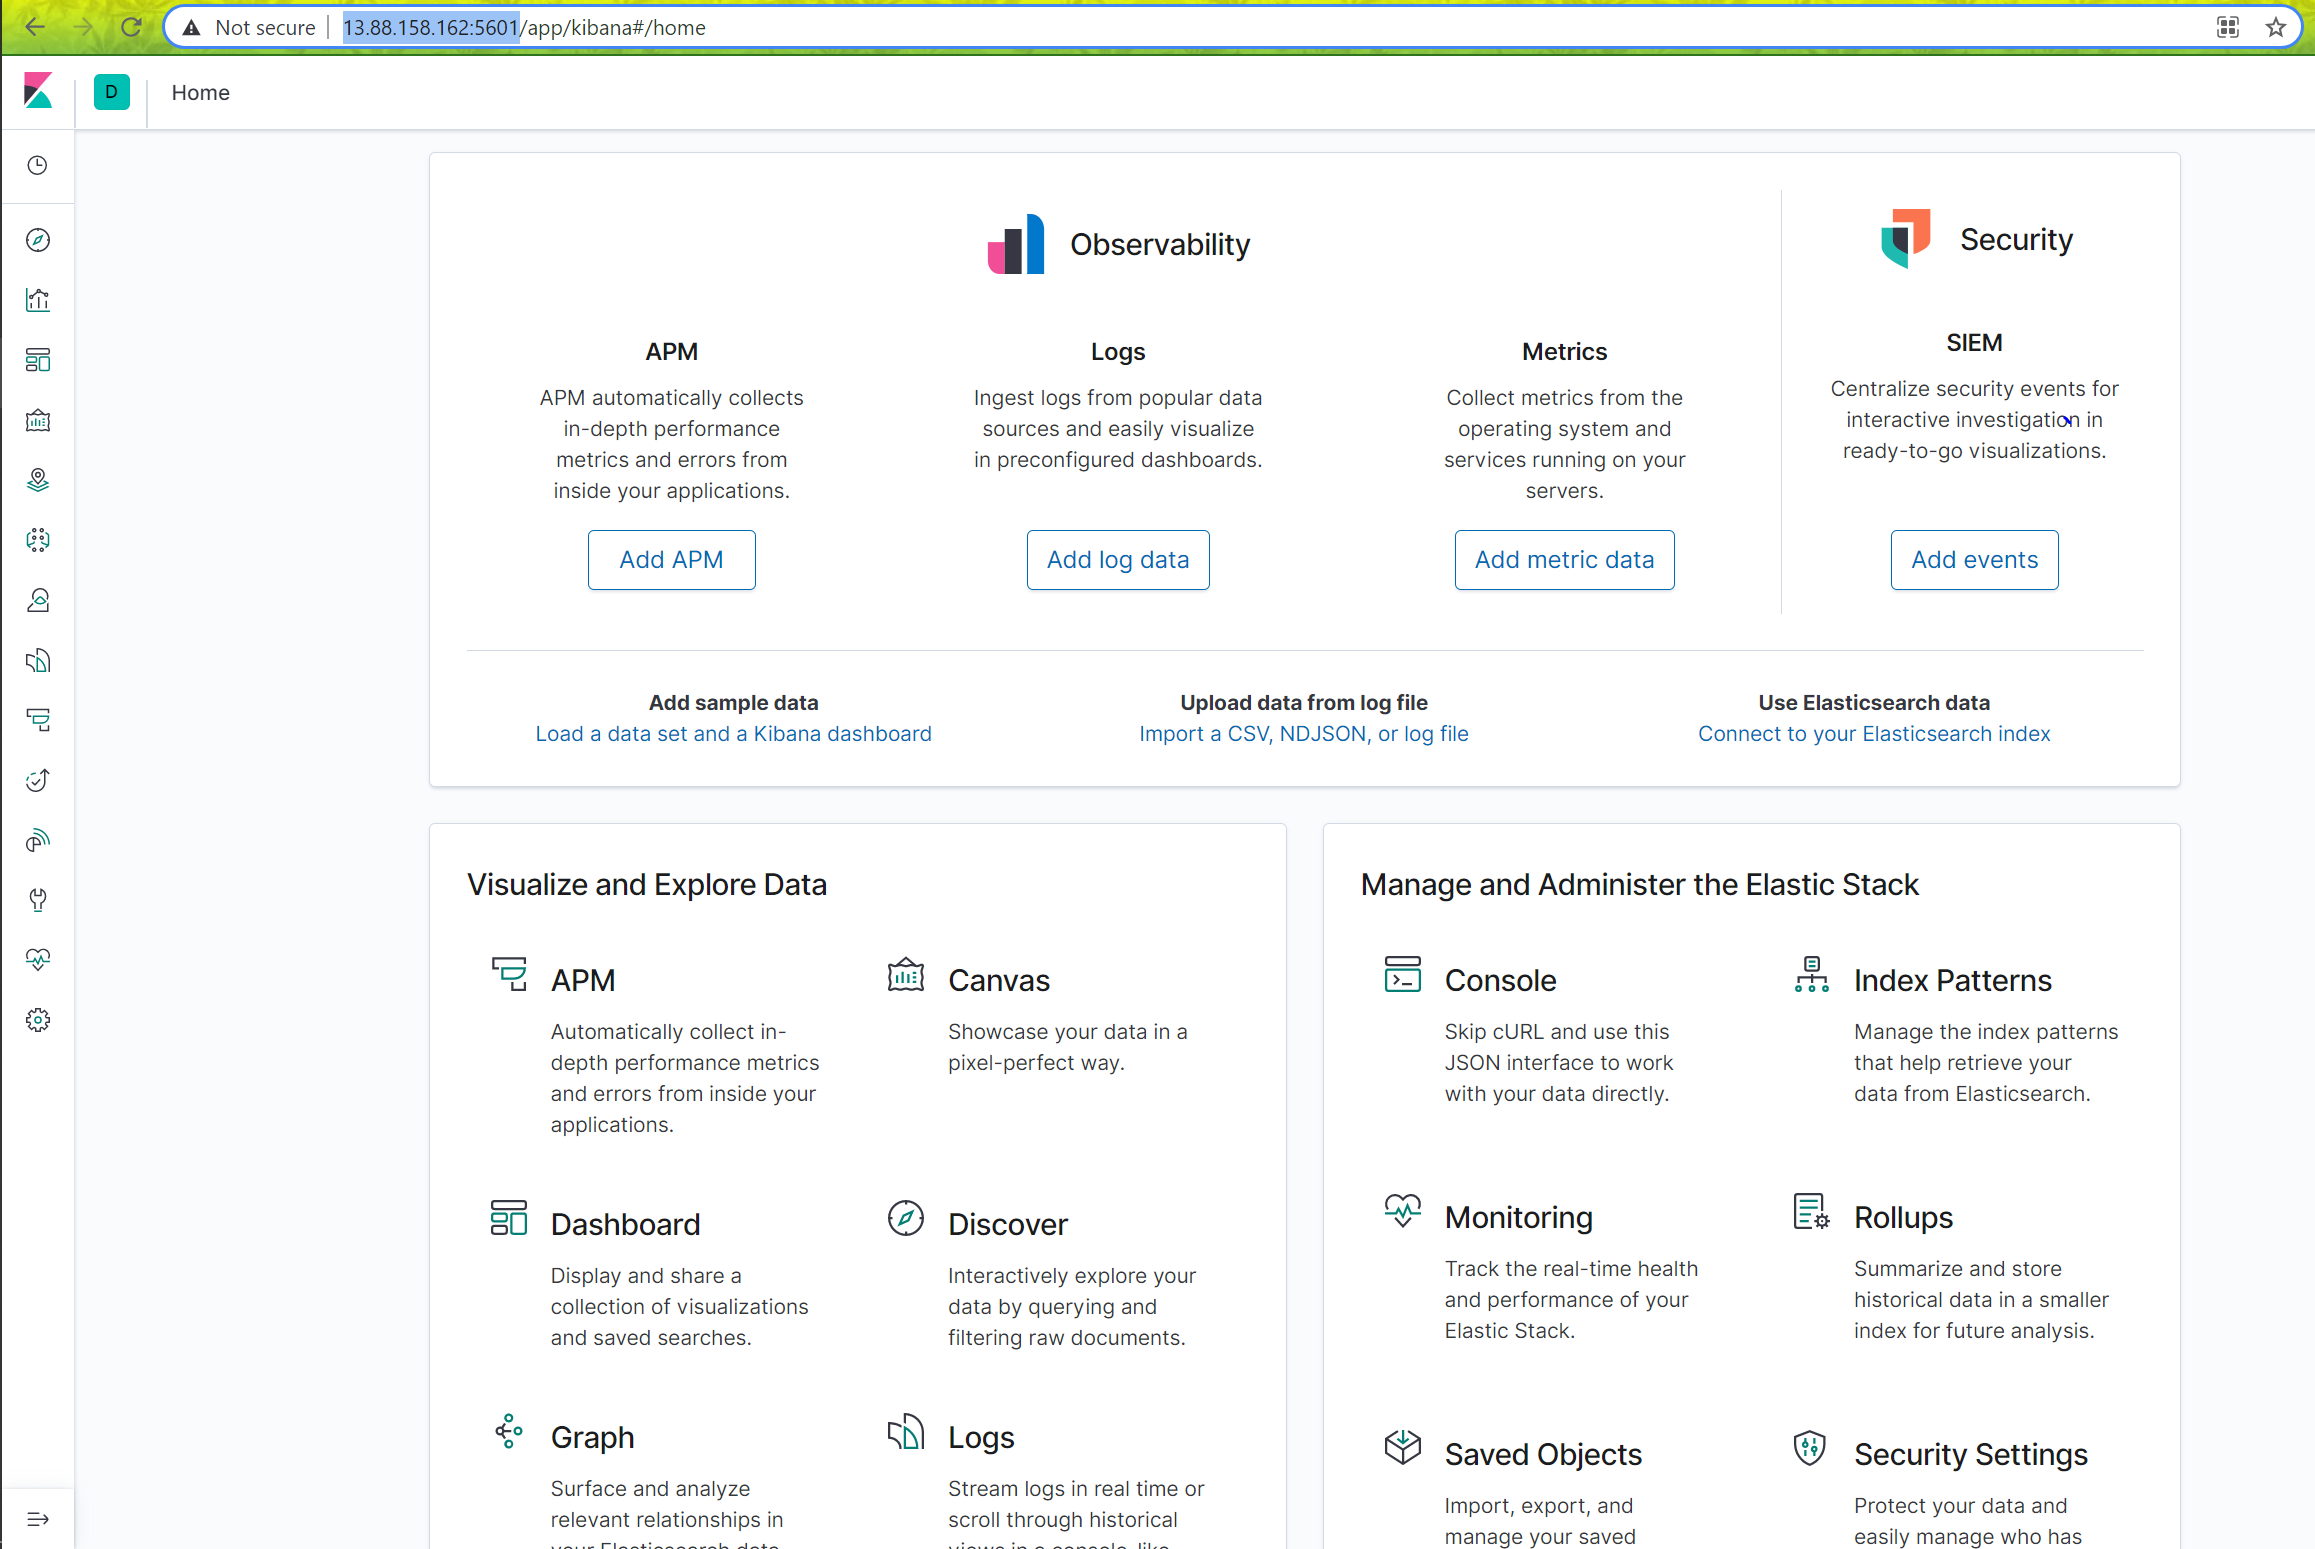 Not secure | 13.88.158.162:5601/app/kibana#/home
D
Home
Observability
Security
APM
APM automatically collects
in-depth performance
metrics and errors from
inside your applications.
Add APM
Logs
Ingest logs from popular data
sources and easily visualize
in preconfigured dashboards.
Add log data
Metrics
Collect metrics from the
operating system and
services running on your
servers.
Add metric data
SIEM
Centralize security events for
interactive investigation in
ready-to-go visualizations.
Add events
Add sample data
Load a data set and a Kibana dashboard
Upload data from log file
Import a CSV, NDJSON, or log file
Use Elasticsearch data
Connect to your Elasticsearch index
Visualize and Explore Data
APM
Automatically collect in-
depth performance metrics
and errors from inside your
applications.
Canvas
Showcase your data in a
pixel-perfect way.
Dashboard
Display and share a
collection of visualizations
and saved searches.
Discover
Interactively explore your
data by querying and
filtering raw documents.
Graph
Surface and analyze
relevant relationships in
your Elasticsearch data
Logs
Stream logs in real time or
scroll through historical
views in a console-like
Manage and Administer the Elastic Stack
Console
Skip cURL and use this
JSON interface to work
with your data directly.
Index Patterns
Manage the index patterns
that help retrieve your
data from Elasticsearch.
Monitoring
Track the real-time health
and performance of your
Elastic Stack.
Rollups
Summarize and store
historical data in a smaller
index for future analysis.
Saved Objects
Import, export, and
manage your saved
Security Settings
Protect your data and
easily manage who has